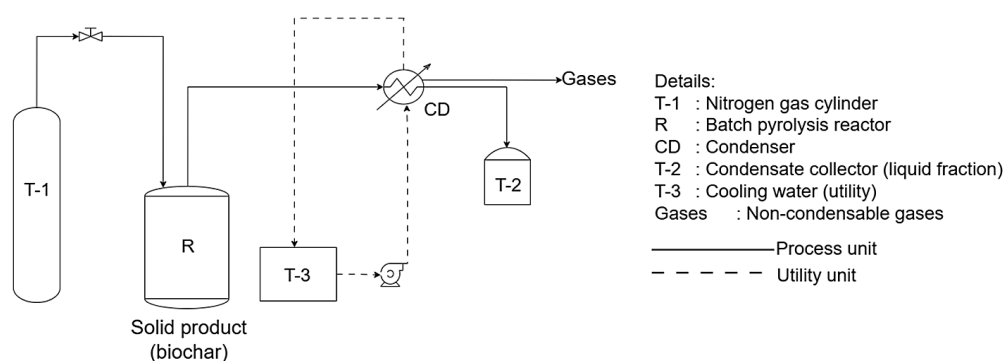 T-1
R
Solid product
(biochar)
T-3
CD
Gases
T-2
Details:
T-1 : Nitrogen gas cylinder
R : Batch pyrolysis reactor
CD : Condenser
T-2 : Condensate collector (liquid fraction)
T-3 : Cooling water (utility)
Gases : Non-condensable gases
Process unit
Utility unit